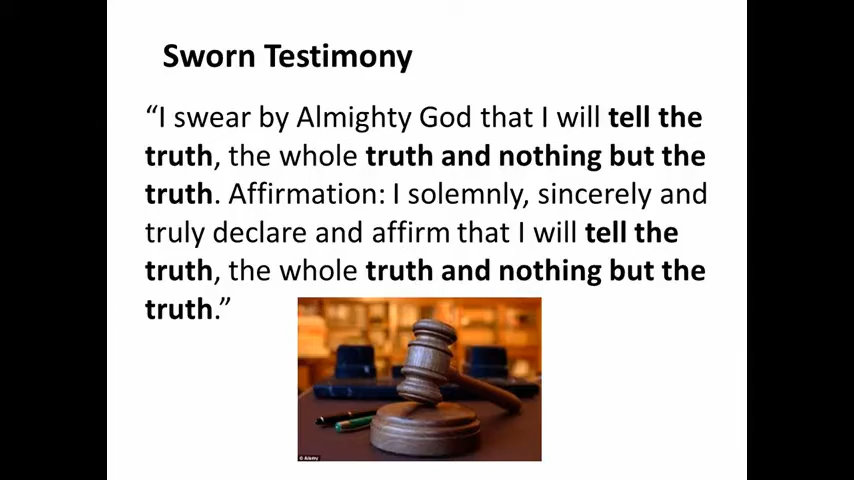 Sworn Testimony
“I swear by Almighty God that I will tell the
truth, the whole truth and nothing but the
truth. Affirmation: I solemnly, sincerely and
truly declare and affirm that I will tell the
truth, the whole truth and nothing but the
truth.”
© Alamy